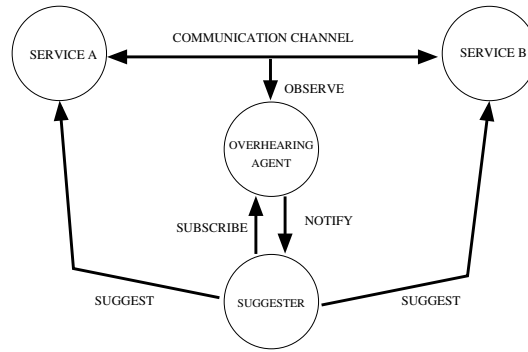 COMMUNICATION CHANNEL
SERVICE A
SERVICE B
OBSERVE
OVERHEARING
AGENT
SUBSCRIBE
NOTIFY
SUGGEST
SUGGESTER
SUGGEST